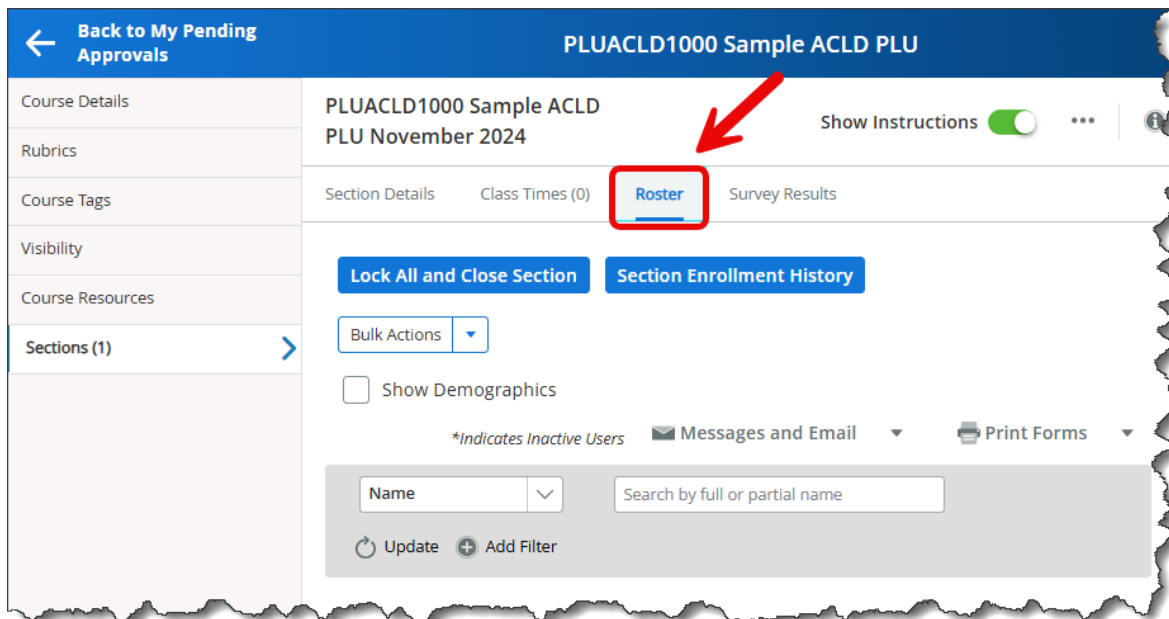 Back to My Pending
Approvals
PLUACLD1000 Sample ACLD PLU
Course Details
Rubrics
Course Tags
Visibility
Course Resources
Sections (1)
PLUACLD1000 Sample ACLD
PLU November 2024
Show Instructions
Section Details Class Times (0) Roster Survey Results
Lock All and Close Section Section Enrollment History
Bulk Actions
Show Demographics
*Indicates Inactive Users Messages and Email Print Forms
Name Search by full or partial name
Update Add Filter